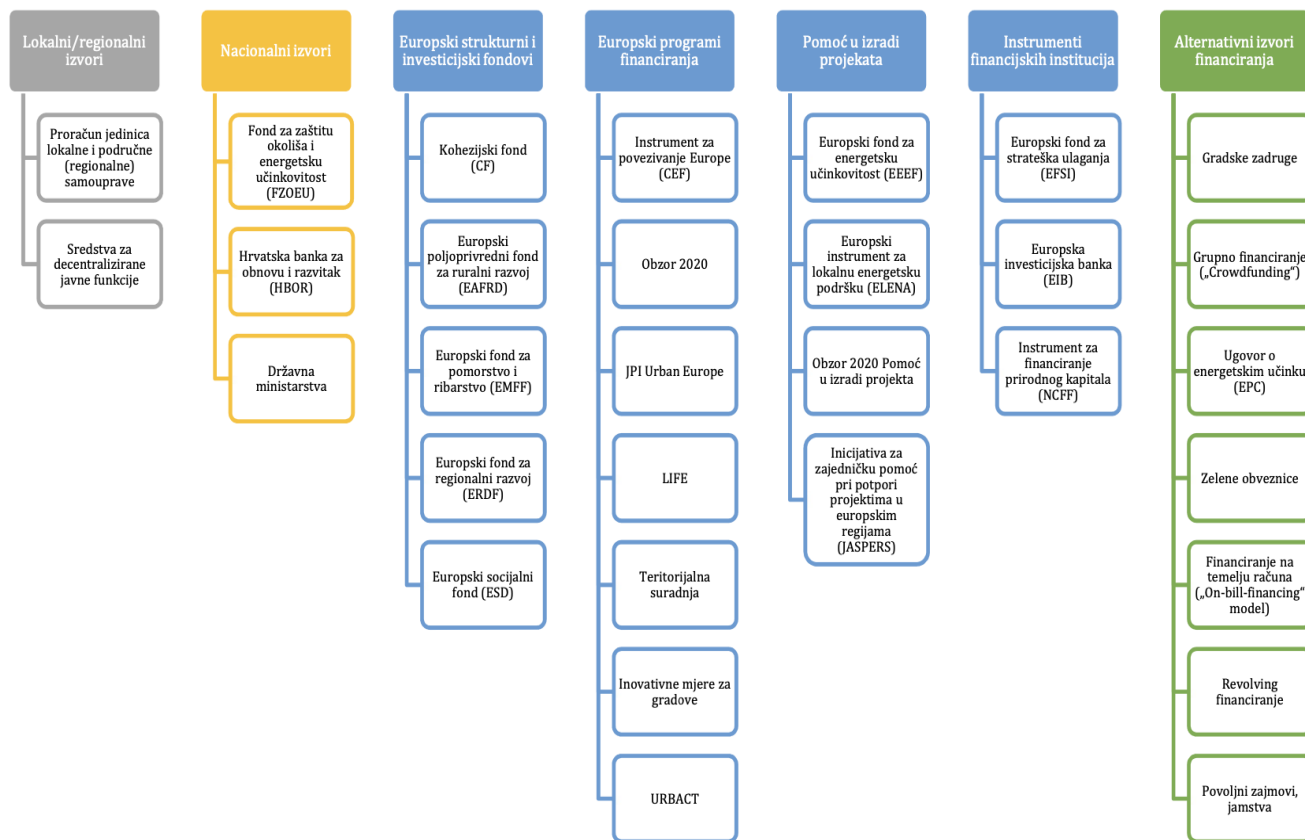 Lokalni/regionalni
izvori
Proračun jedinica
lokalne i područne
(regionalne)
samouprave
Sredstva za
decentralizirane
javne funkcije
Nacionalni izvori
Fond za zaštitu
okoliša i
energetsku
učinkovitost
(FZOEU)
Hrvatska banka za
obnovu i razvitak
(HBOR)
Državna
ministarstva
Europski strukturni i
investicijski fondovi
Kohezijski fond
(CF)
Europski
poljoprivredni fond
za ruralni razvoj
(EAFRD)
Europski fond za
pomorstvo i
ribarstvo (EMFF)
Europski fond za
regionalni razvoj
(ERDF)
Europski socijalni
fond (ESD)
Europski programi
financiranja
Instrument za
povezivanje Europe
(CEF)
Obzor 2020
JPI Urban Europe
LIFE
Teritorijalna
suradnja
Inovativne mjere za
gradove
URBACT
Pomoć u izradi
projekata
Europski fond za
energetsku
učinkovitost (EEEF)
Europski
instrument za
lokalnu energetsku
podršku (ELENA)
Obzor 2020 Pomoć
u izradi projekta
Inicijativa za
zajedničku pomoć
pri potpori
projektima u
europskim
regijama
(JASPERS)
Instrumenti
financijskih institucija
Europski fond za
strateška ulaganja
(EFSI)
Europska
investicijska banka
(EIB)
Instrument za
financiranje
prirodnog kapitala
(NCFF)
Alternativni izvori
financiranja
Gradske zadruge
Grupno financiranje
(„Crowdfunding“)
Ugovor o
energetskim učinku
(EPC)
Zelene obveznice
Financiranje na
temelju računa
(„On-bill-financing“
model)
Revolving
financiranje
Povoljni zajmovi,
jamstva